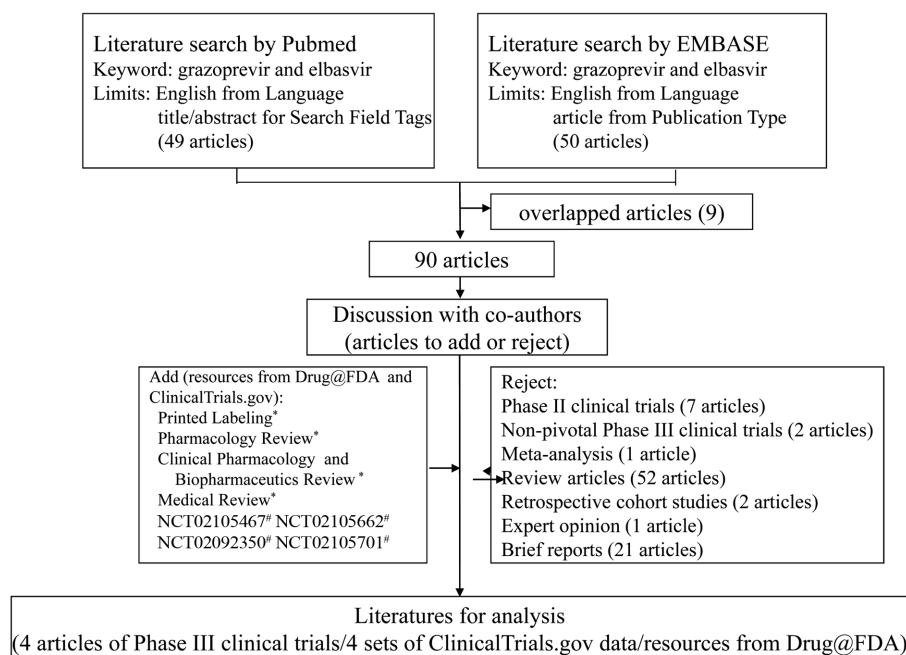 Literature search by Pubmed
Keyword: grazoprevir and elbasvir
Limits: English from Language
title/abstract for Search Field Tags
(49 articles)
Literature search by EMBASE
Keyword: grazoprevir and elbasvir
Limits: English from Language
article from Publication Type
(50 articles)
overlapped articles (9)
90 articles
Discussion with co-authors
(articles to add or reject)
Add (resources from Drug@FDA and
ClinicalTrials.gov):
Printed Labeling*
Pharmacology Review*
Clinical Pharmacology and
Biopharmaceutics Review*
Medical Review*
NCT02105467# NCT02105662#
NCT02092350# NCT02105701#
Reject:
Phase II clinical trials (7 articles)
Non-pivotal Phase III clinical trials (2 articles)
Meta-analysis (1 article)
Review articles (52 articles)
Retrospective cohort studies (2 articles)
Expert opinion (1 article)
Brief reports (21 articles)
Literatures for analysis
(4 articles of Phase III clinical trials/4 sets of ClinicalTrials.gov data/resources from Drug@FDA)